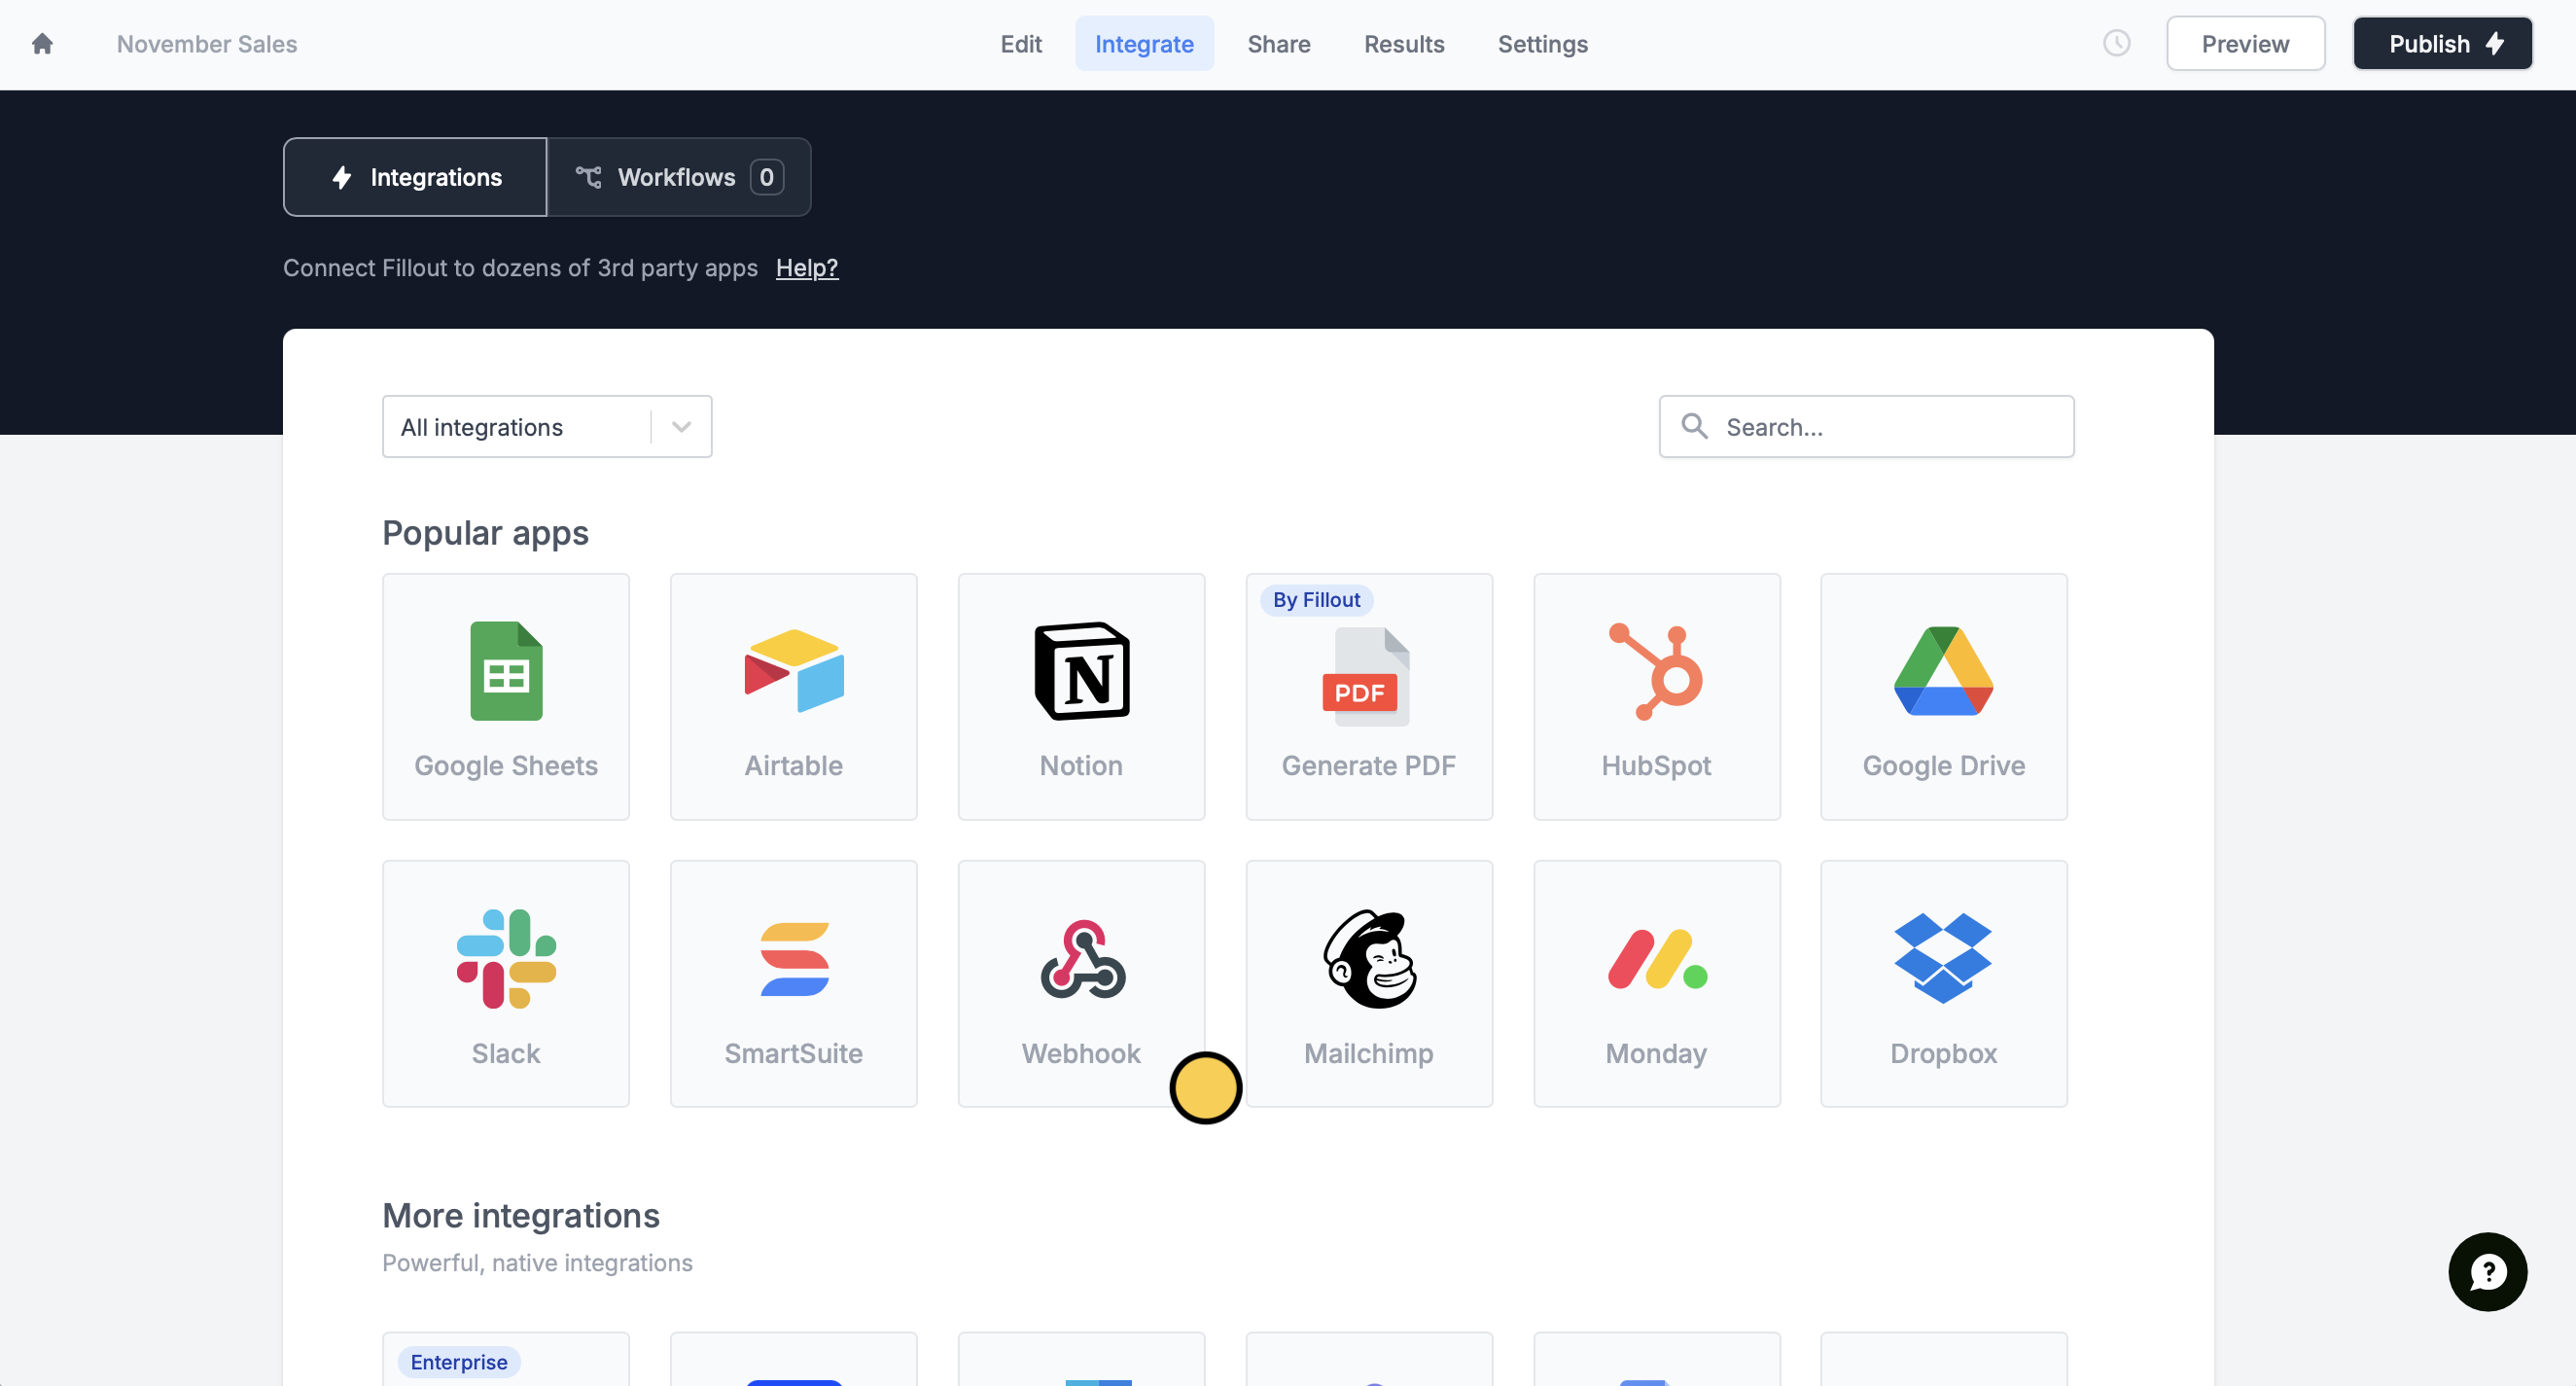 November Sales
Edit
Integrate
Share
Results
Settings
Preview
Publish
Integrations
Workflows 0
Connect Fillout to dozens of 3rd party apps Help?
All integrations
Search...
Popular apps
Google Sheets
Airtable
Notion
By Fillout
PDF
Generate PDF
HubSpot
Google Drive
Slack
SmartSuite
Webhook
Mailchimp
Monday
Dropbox
More integrations
Powerful, native integrations
Enterprise